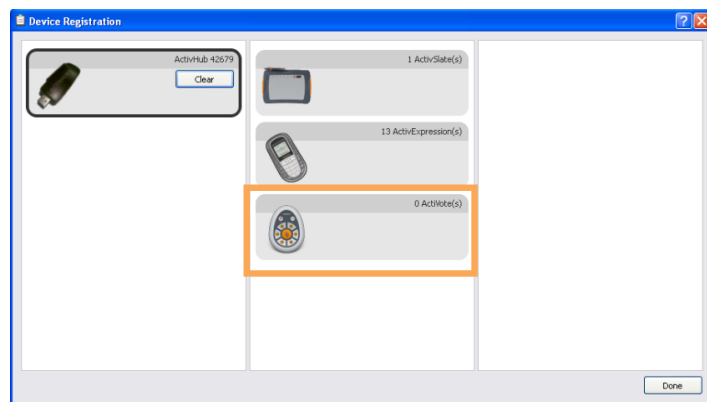 Device Registration
ActivHub 42679
Clear
1 ActivSlate(s)
13 ActivExpression(s)
0 ActiVote(s)
Done